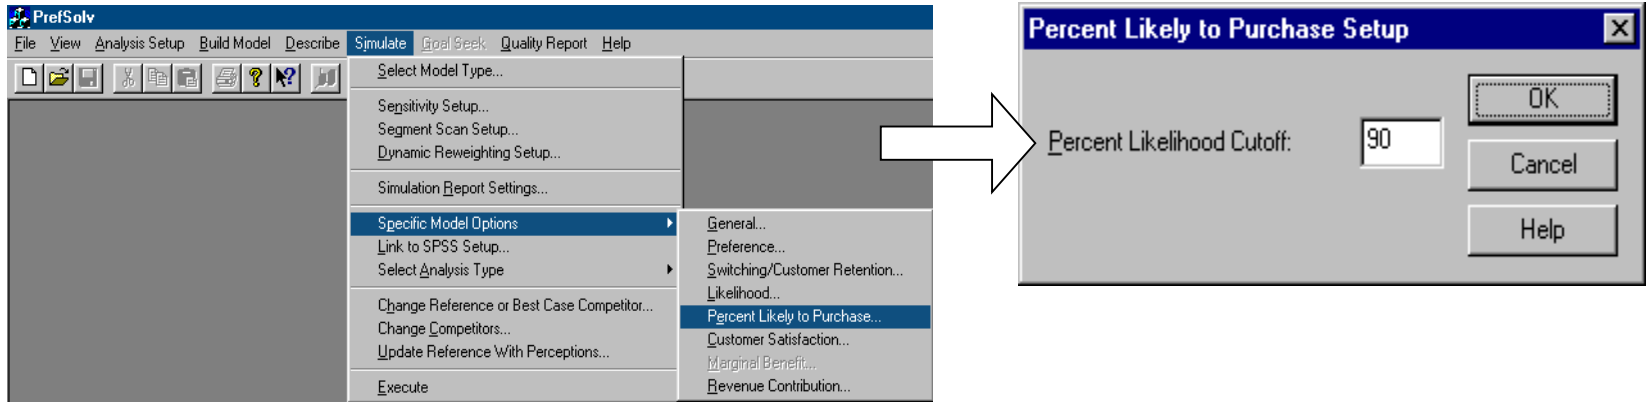 PrefSolv
File View Analysis Setup Build Model Describe Simulate Goal Seek Quality Report Help
Select Model Type...
Sensitivity Setup...
Segment Scan Setup...
Dynamic Reweighting Setup...
Simulation Report Settings...
Specific Model Options
Link to SPSS Setup...
Select Analysis Type
Change Reference or Best Case Competitor...
Change Competitors...
Update Reference With Perceptions...
Execute
General...
Preference...
Switching/Customer Retention...
Likelihood...
Percent Likely to Purchase...
Customer Satisfaction...
Marginal Benefit...
Revenue Contribution...
Percent Likely to Purchase Setup
Percent Likelihood Cutoff: 90
OK
Cancel
Help